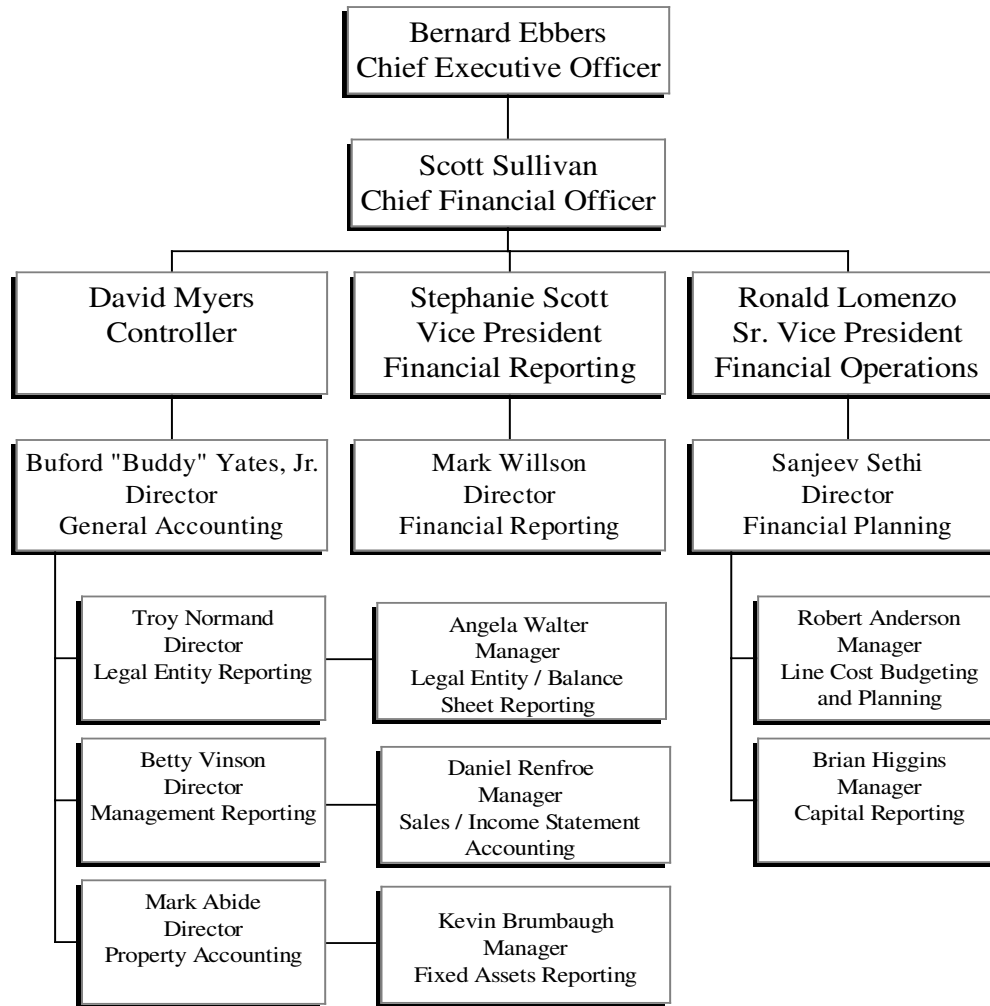 Bernard Ebbers
Chief Executive Officer
Scott Sullivan
Chief Financial Officer
David Myers
Controller
Stephanie Scott
Vice President
Financial Reporting
Ronald Lomenzo
Sr. Vice President
Financial Operations
Buford "Buddy" Yates, Jr.
Director
General Accounting
Mark Willson
Director
Financial Reporting
Sanjeev Sethi
Director
Financial Planning
Troy Normand
Director
Legal Entity Reporting
Angela Walter
Manager
Legal Entity / Balance
Sheet Reporting
Robert Anderson
Manager
Line Cost Budgeting
and Planning
Betty Vinson
Director
Management Reporting
Daniel Renfroe
Manager
Sales / Income Statement
Accounting
Brian Higgins
Manager
Capital Reporting
Mark Abide
Director
Property Accounting
Kevin Brumbaugh
Manager
Fixed Assets Reporting